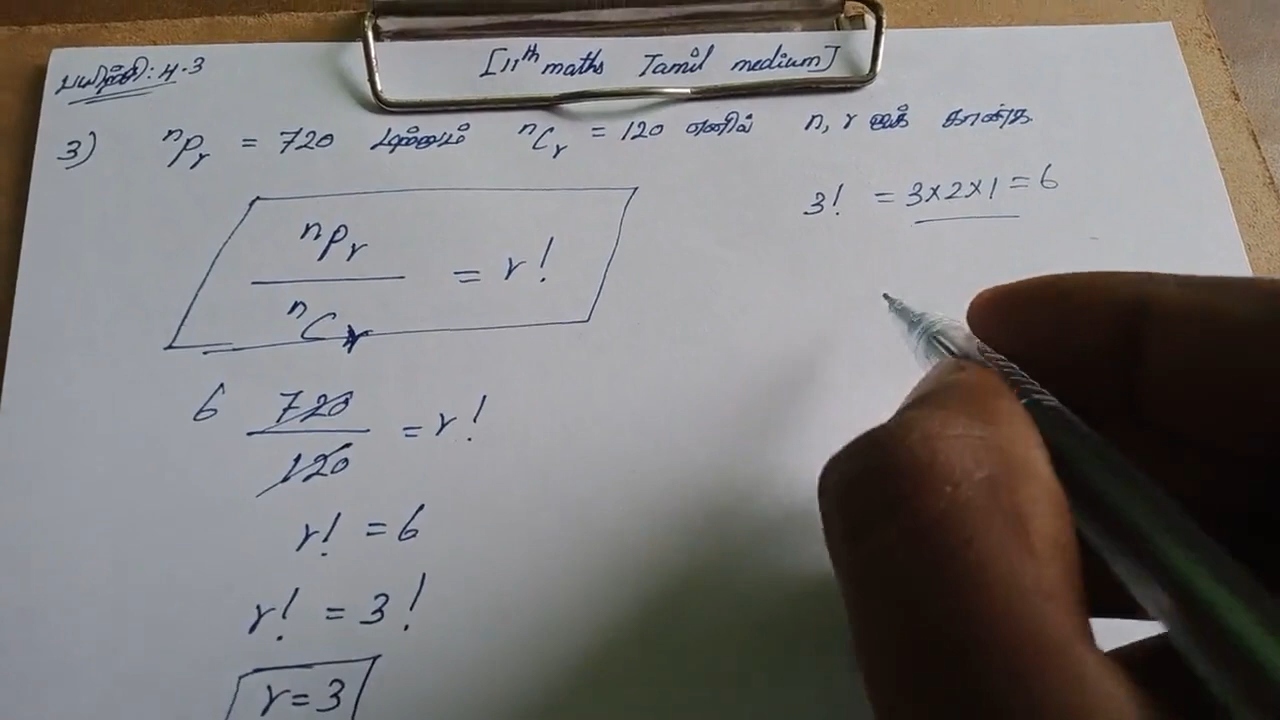 [11th maths Tamil medium]
பயிற்சி: 4.3
3) nPr = 720 மற்றும் nCr = 120 எனில் n, r ஐக் காண்க
3! = 3×2×1 = 6
nPr / nCr = r!
6 720 / 120 = r!
r! = 6
r! = 3!
r = 3